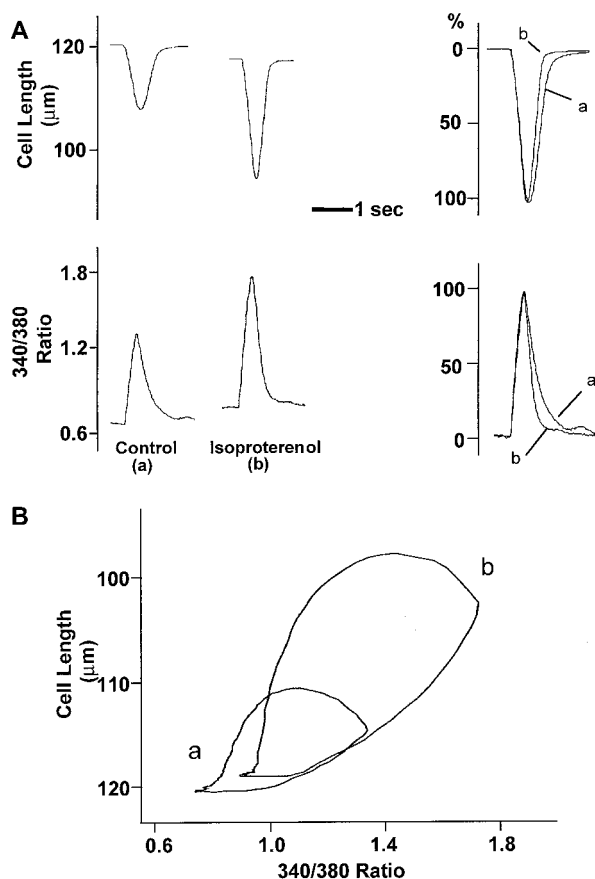 A
Cell Length
(μm)
120
100
%
0
50
100
b
a
1 sec
340/380
Ratio
1.8
1.2
0.6
Control
(a)
Isoproterenol
(b)
100
50
0
a
b
B
Cell Length
(μm)
100
110
120
a
b
0.6
1.0
1.4
1.8
340/380 Ratio